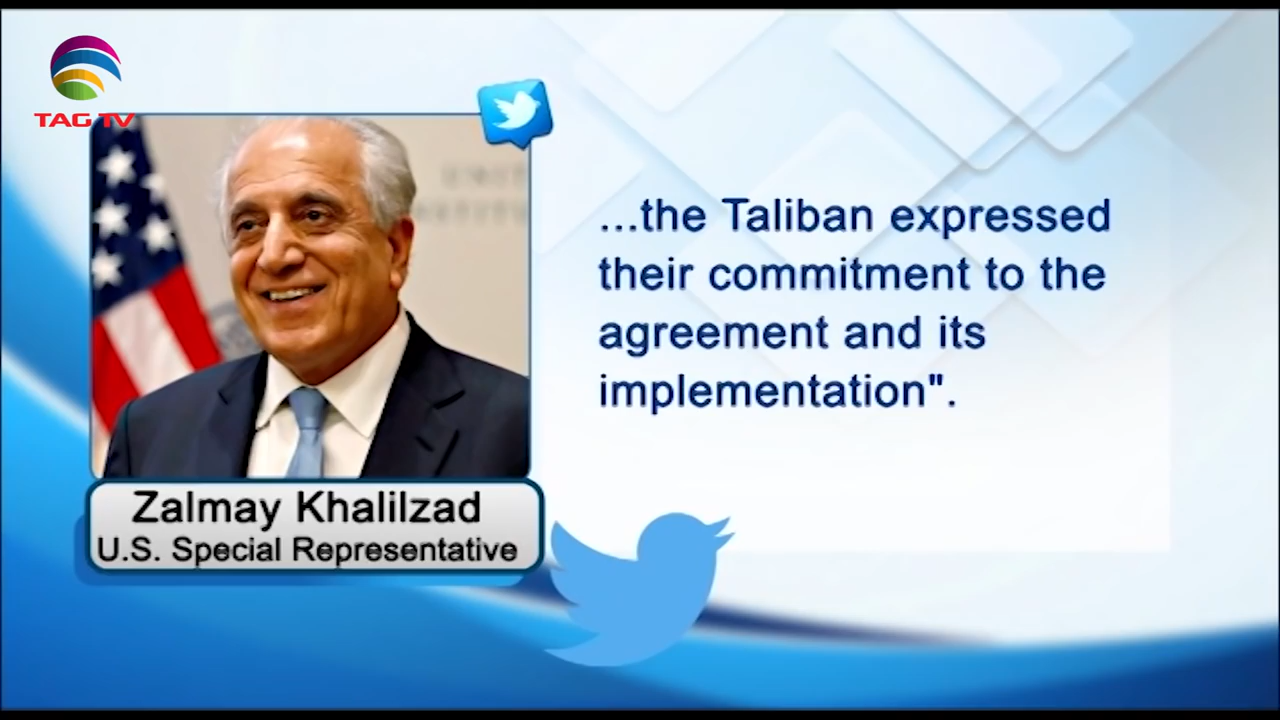 TAG TV
...the Taliban expressed
their commitment to the
agreement and its
implementation".
Zalmay Khalilzad
U.S. Special Representative